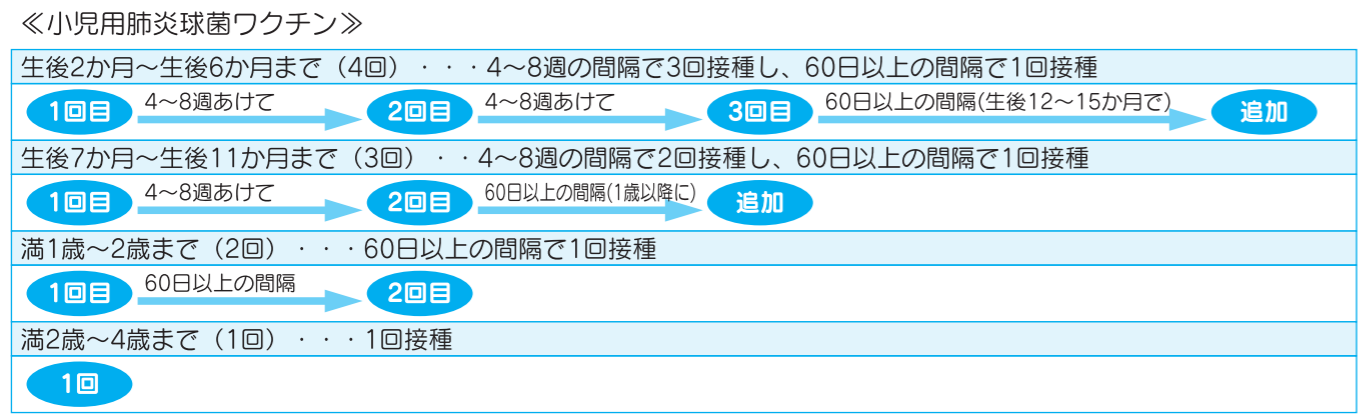 ≪小児用肺炎球菌ワクチン≫
生後2か月～生後6か月まで（4回）・・・4～8週の間隔で3回接種し、60日以上の間隔で1回接種
1回目 4～8週あけて 2回目 4～8週あけて 3回目 60日以上の間隔(生後12～15か月で) 追加
生後7か月～生後11か月まで（3回）・・4～8週の間隔で2回接種し、60日以上の間隔で1回接種
1回目 4～8週あけて 2回目 60日以上の間隔(1歳以降に) 追加
満1歳～2歳まで（2回）・・・60日以上の間隔で1回接種
1回目 60日以上の間隔 2回目
満2歳～4歳まで（1回）・・・1回接種
1回